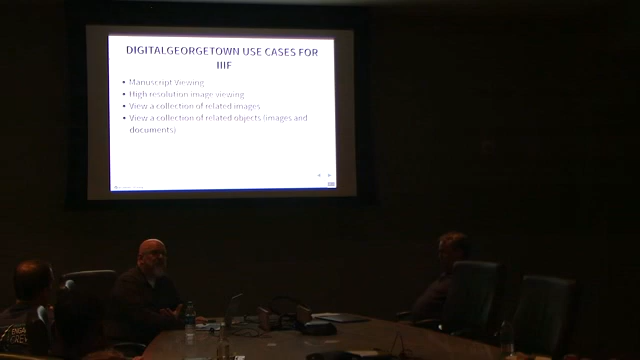 DIGITALGEORGETOWN USE CASES FOR
IIIF
• Manuscript Viewing
• High resolution image viewing
• View a collection of related images
• View a collection of related objects (images and
documents)